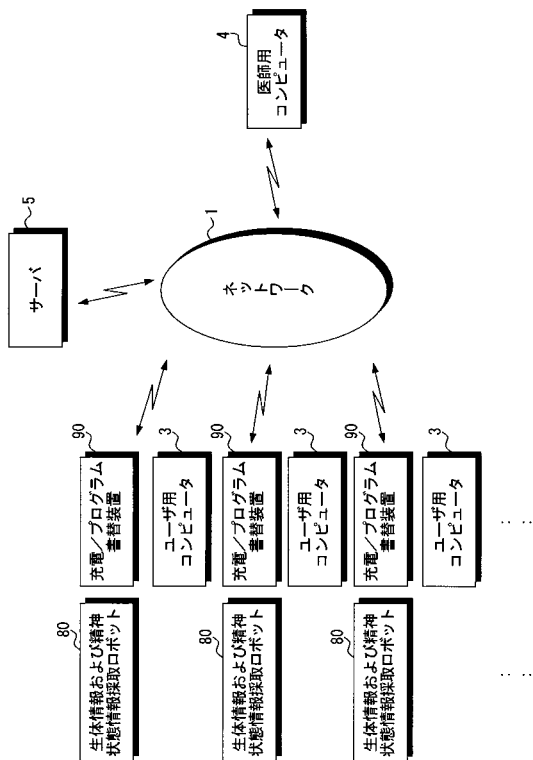 サーバ
5
医師用
コンピュータ
4
ネットワーク
1
充電／プログラム
書替装置
90
ユーザ用
コンピュータ
3
充電／プログラム
書替装置
90
ユーザ用
コンピュータ
3
充電／プログラム
書替装置
90
ユーザ用
コンピュータ
3
生体情報および精神
状態情報採取ロボット
80
生体情報および精神
状態情報採取ロボット
80
生体情報および精神
状態情報採取ロボット
80